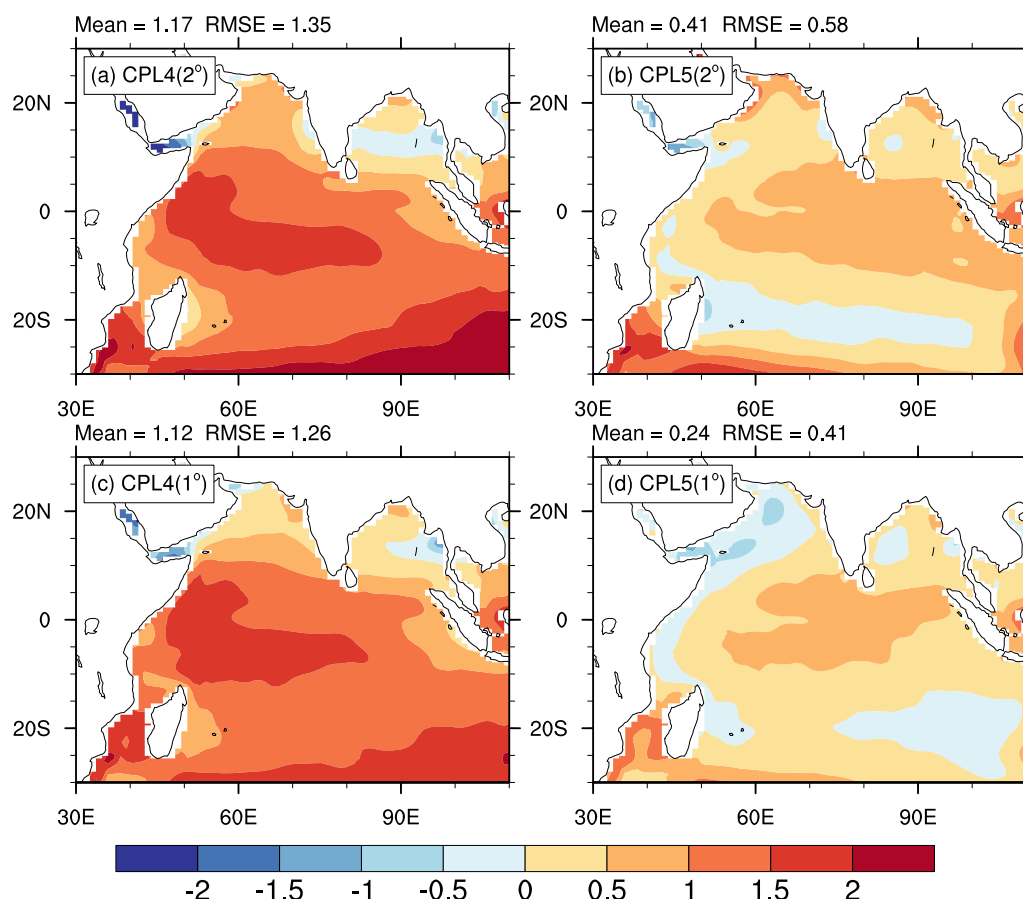 Mean = 1.17 RMSE = 1.35
Mean = 0.41 RMSE = 0.58
(a) CPL4(2°)
(b) CPL5(2°)
20N
0
20S
20N
0
20S
30E 60E 90E
30E 60E 90E
Mean = 1.12 RMSE = 1.26
Mean = 0.24 RMSE = 0.41
(c) CPL4(1°)
(d) CPL5(1°)
20N
0
20S
20N
0
20S
30E 60E 90E
30E 60E 90E
-2 -1.5 -1 -0.5 0 0.5 1 1.5 2